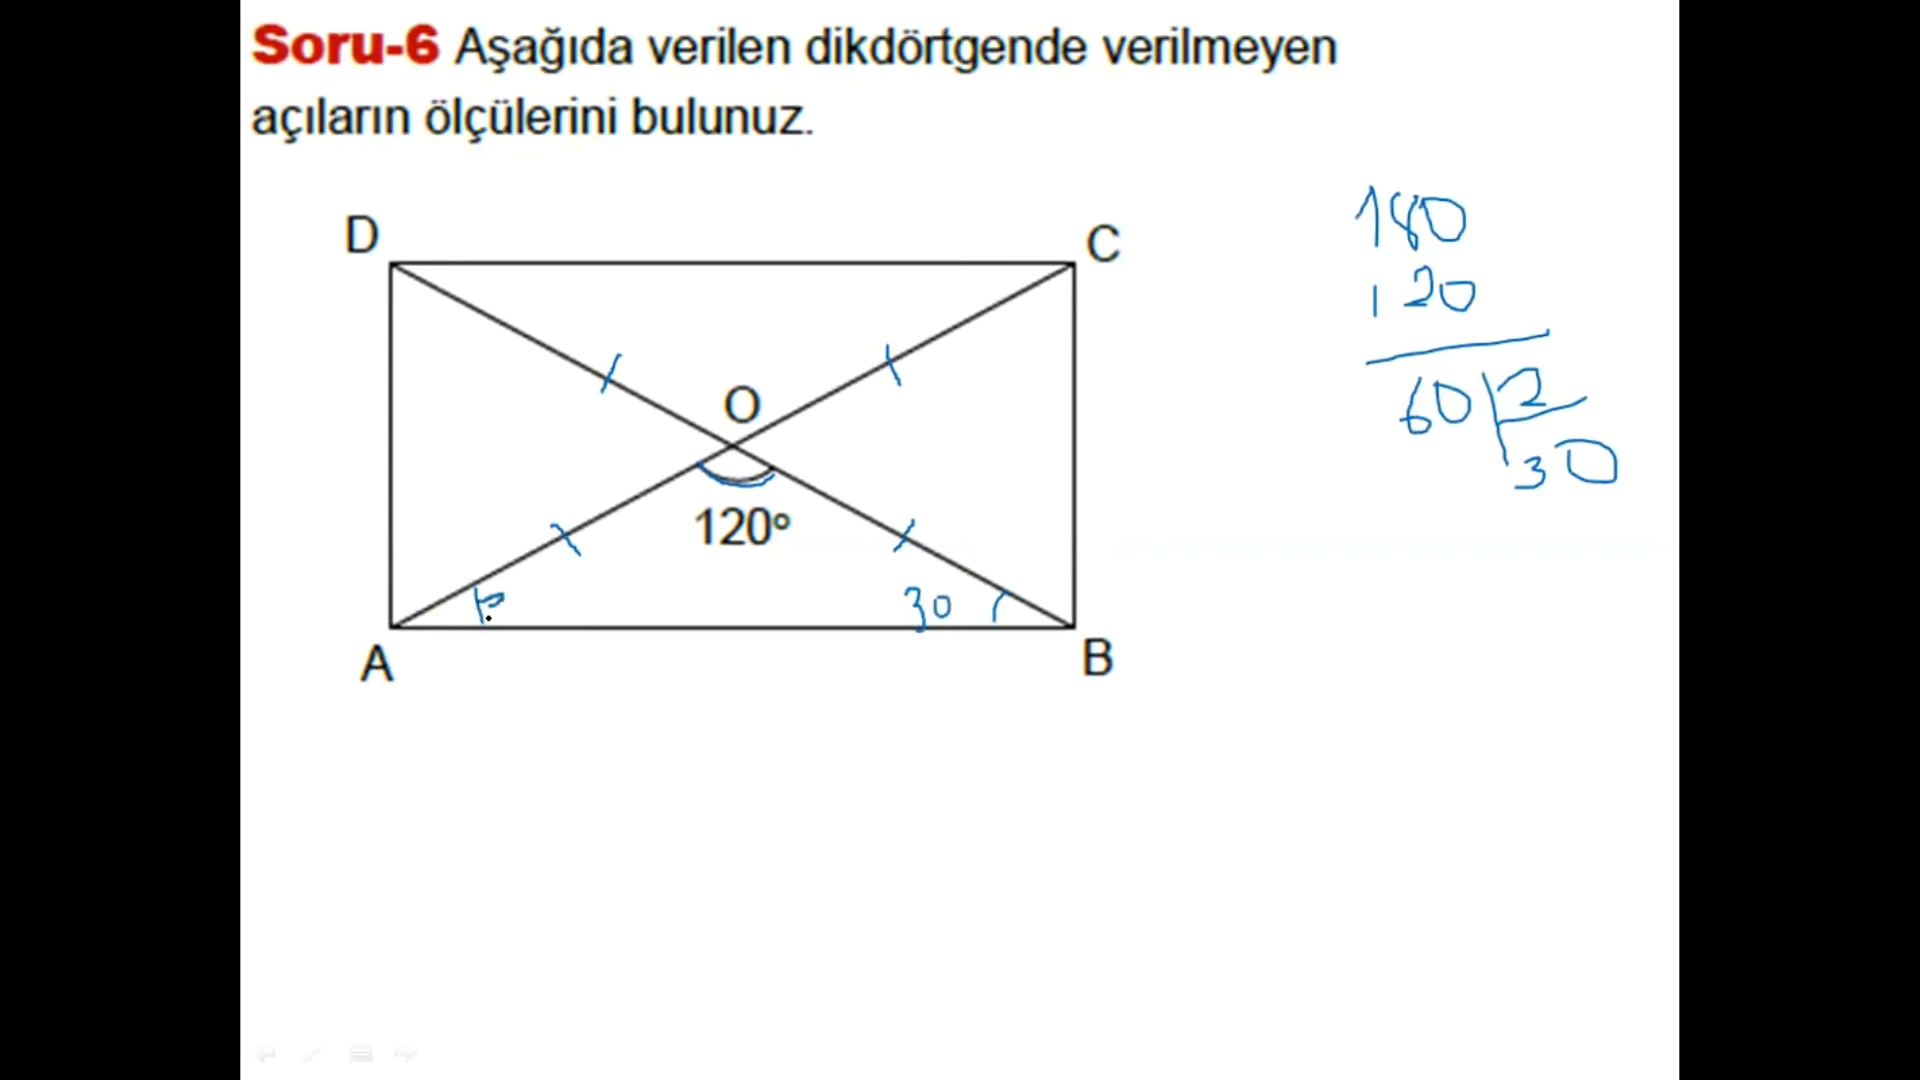 Soru-6 Aşağıda verilen dikdörtgende verilmeyen
açıların ölçülerini bulunuz.
D
C
180
120
60 2
30
O
120°
30
A
B